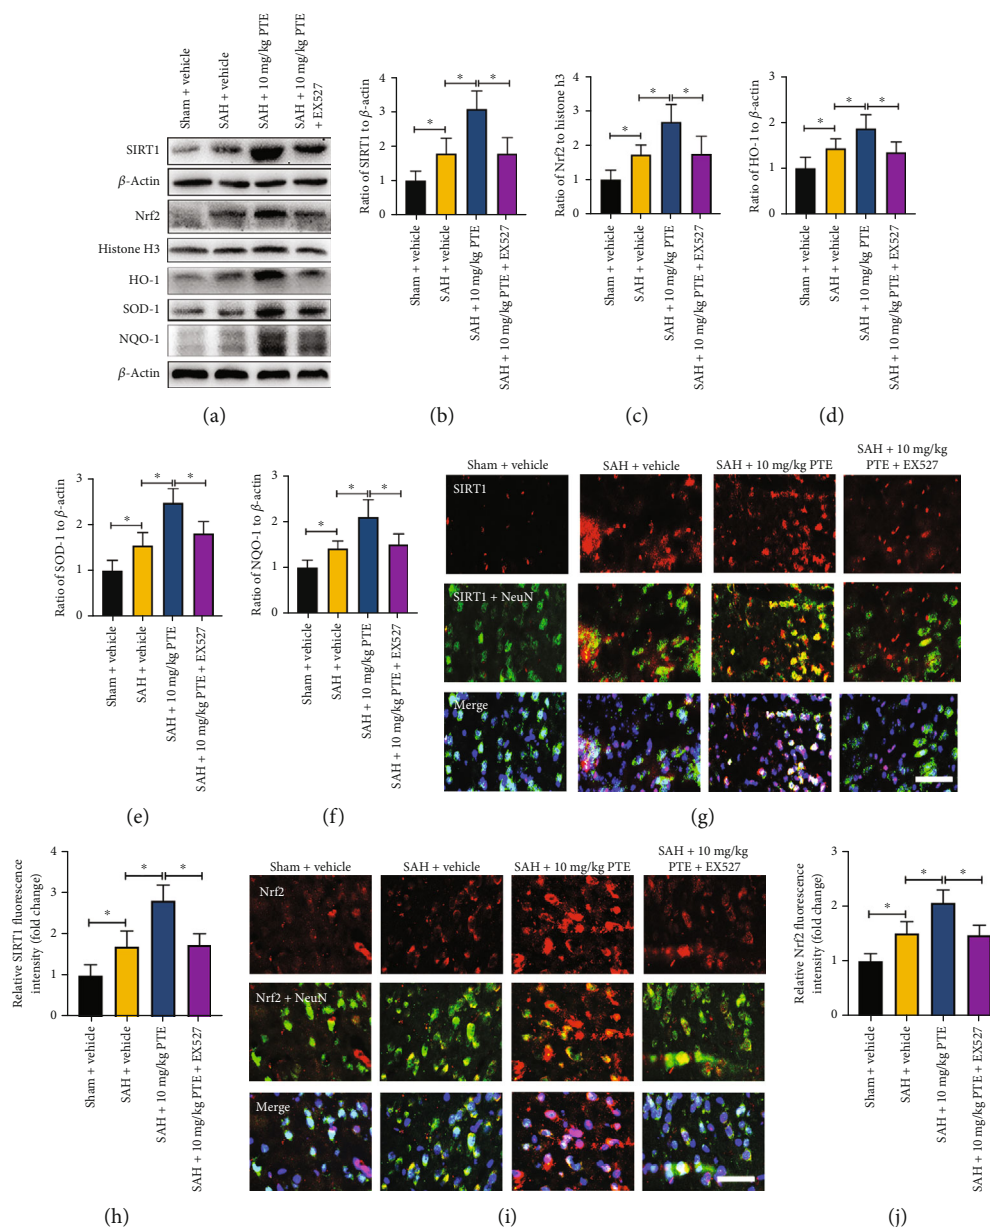 Sham + vehicle
SAH + vehicle
SAH + 10 mg/kg PTE
SAH + 10 mg/kg PTE
+ EX527
SIRT1
β-Actin
Nrf2
Histone H3
HO-1
SOD-1
NQO-1
β-Actin
(a)
Ratio of SIRT1 to β-actin
4
3
2
1
0
*
*
*
Sham + vehicle
SAH + vehicle
SAH + 10 mg/kg PTE
SAH + 10 mg/kg PTE + EX527
(b)
Ratio of Nrf2 to histone h3
4
3
2
1
0
*
*
*
Sham + vehicle
SAH + vehicle
SAH + 10 mg/kg PTE
SAH + 10 mg/kg PTE + EX527
(c)
Ratio of HO-1 to β-actin
3
2
1
0
*
*
*
Sham + vehicle
SAH + vehicle
SAH + 10 mg/kg PTE
SAH + 10 mg/kg PTE + EX527
(d)
Ratio of SOD-1 to β-actin
3
2
1
0
*
*
*
Sham + vehicle
SAH + vehicle
SAH + 10 mg/kg PTE
SAH + 10 mg/kg PTE + EX527
(e)
Ratio of NQO-1 to β-actin
3
2
1
0
*
*
*
Sham + vehicle
SAH + vehicle
SAH + 10 mg/kg PTE
SAH + 10 mg/kg PTE + EX527
(f)
Sham + vehicle
SAH + vehicle
SAH + 10 mg/kg PTE
SAH + 10 mg/kg
PTE + EX527
SIRT1
SIRT1 + NeuN
Merge
(g)
Relative SIRT1 fluorescence
intensity (fold change)
4
3
2
1
0
*
*
*
Sham + vehicle
SAH + vehicle
SAH + 10 mg/kg PTE
SAH + 10 mg/kg PTE + EX527
(h)
Sham + vehicle
SAH + vehicle
SAH + 10 mg/kg PTE
SAH + 10 mg/kg
PTE + EX527
Nrf2
Nrf2 + NeuN
Merge
(i)
Relative Nrf2 fluorescence
intensity (fold change)
3
2
1
0
*
*
*
Sham + vehicle
SAH + vehicle
SAH + 10 mg/kg PTE
SAH + 10 mg/kg PTE + EX527
(j)